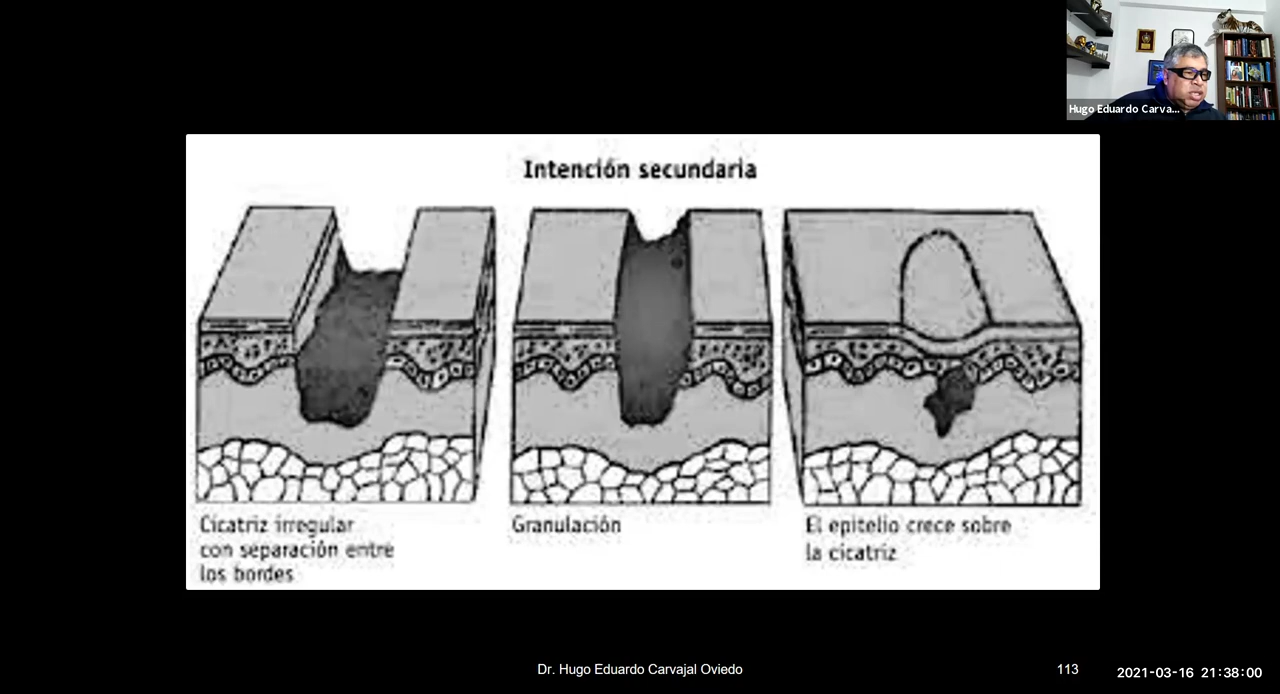 Hugo Eduardo Carva...
Intención secundaria
Cicatriz irregular
con separación entre
los bordes
Granulación
El epitelio crece sobre
la cicatriz
Dr. Hugo Eduardo Carvajal Oviedo
113
2021-03-16 21:38:00